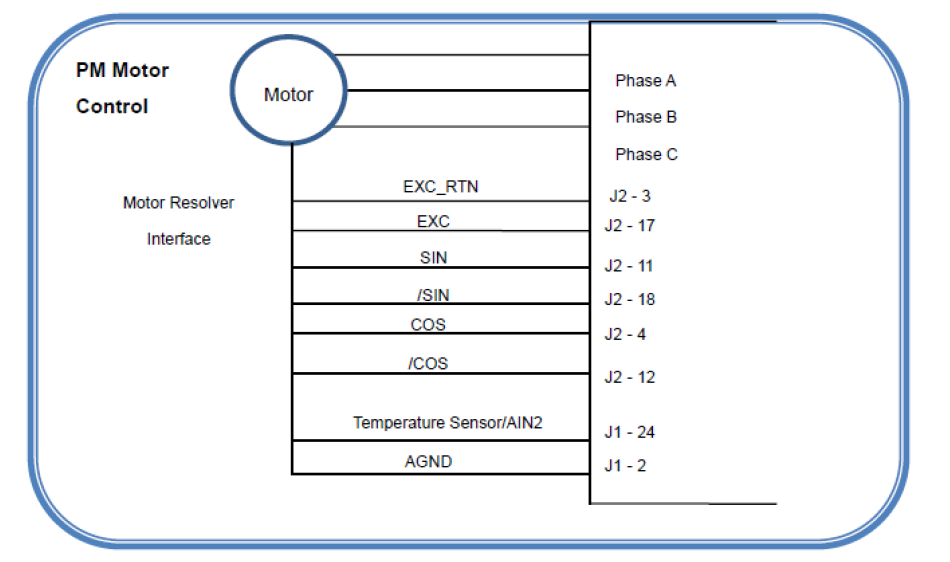 PM Motor
Control
Motor
Phase A
Phase B
Phase C
Motor Resolver
Interface
EXC_RTN
J2 - 3
EXC
J2 - 17
SIN
J2 - 11
/SIN
J2 - 18
COS
J2 - 4
/COS
J2 - 12
Temperature Sensor/AIN2
J1 - 24
AGND
J1 - 2